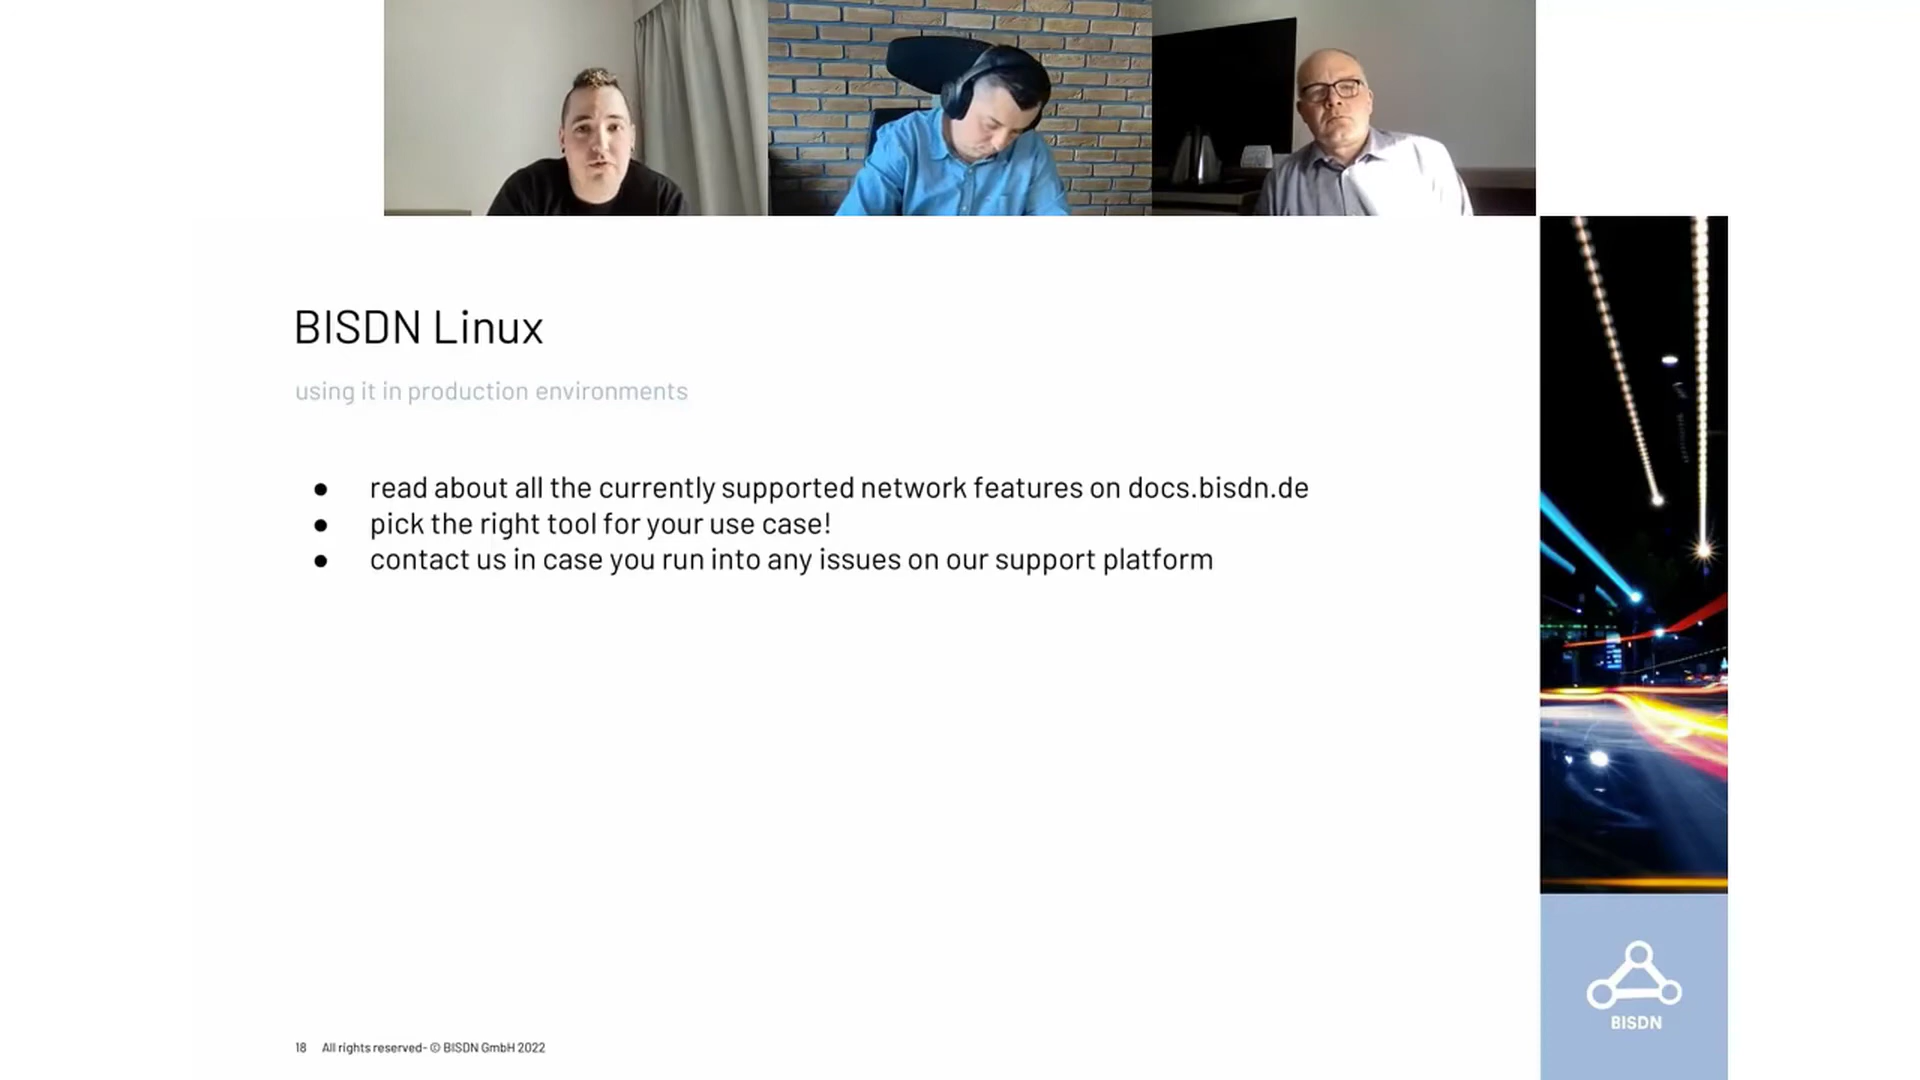 BISDN Linux
using it in production environments
● read about all the currently supported network features on docs.bisdn.de
● pick the right tool for your use case!
● contact us in case you run into any issues on our support platform
BISDN
18 All rights reserved- © BISDN GmbH 2022